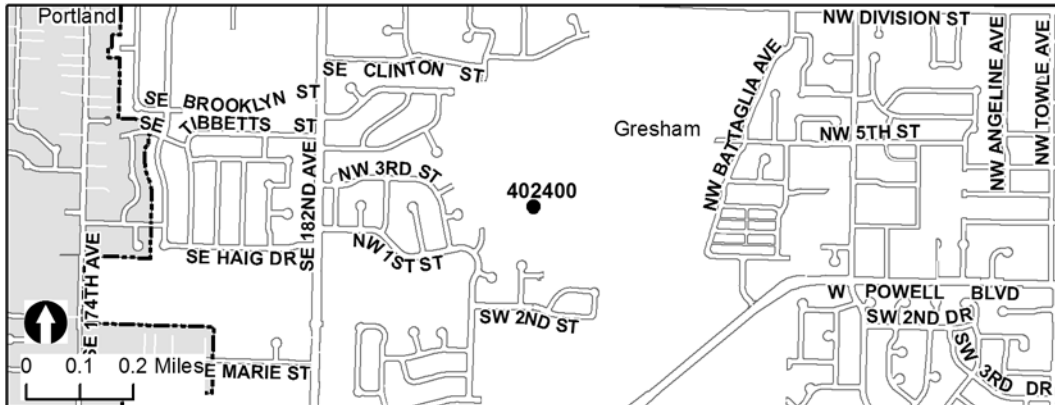 Portland
NW DIVISION ST
SE CLINTON ST
SE BROOKLYN ST
SE TIBBETTS ST
SE 182ND AVE
NW 3RD ST
NW 1ST ST
SE HAIG DR
SE 174TH AVE
402400
Gresham
NW BATTAGLIA AVE
NW 5TH ST
NW ANGELINE AVE
NW TOWLE AVE
W POWELL BLVD
SW 2ND ST
SW 2ND DR
SW 3RD DR
E MARIE ST
0 0.1 0.2 Miles